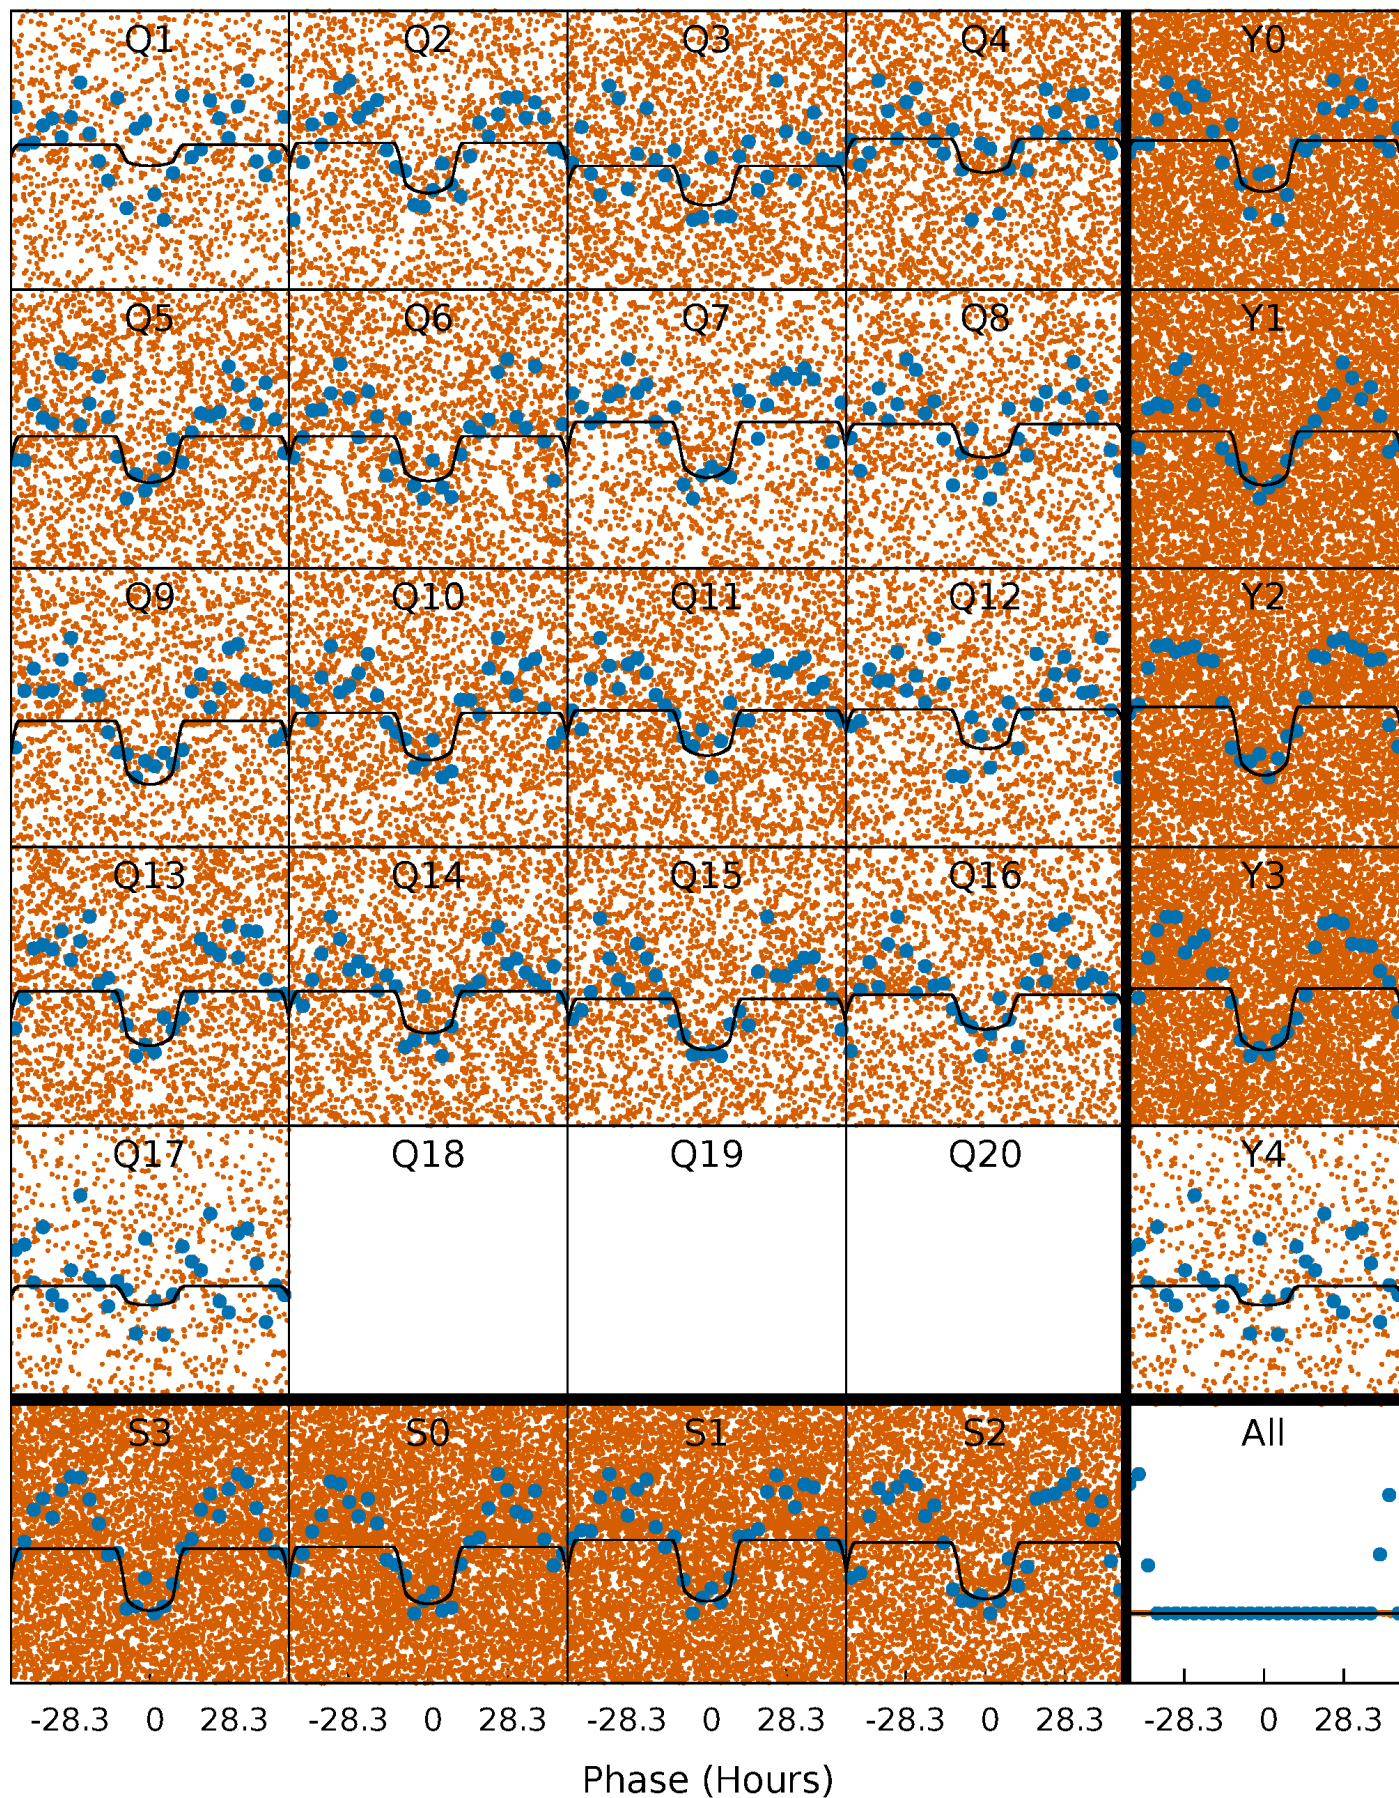 Q1 Q2 Q3 Q4 Y0
Q5 Q6 Q7 Q8 Y1
Q9 Q10 Q11 Q12 Y2
Q13 Q14 Q15 Q16 Y3
Q17 Q18 Q19 Q20 Y4
S3 S0 S1 S2 All
-28.3 0 28.3 -28.3 0 28.3 -28.3 0 28.3 -28.3 0 28.3 -28.3 0 28.3
Phase (Hours)